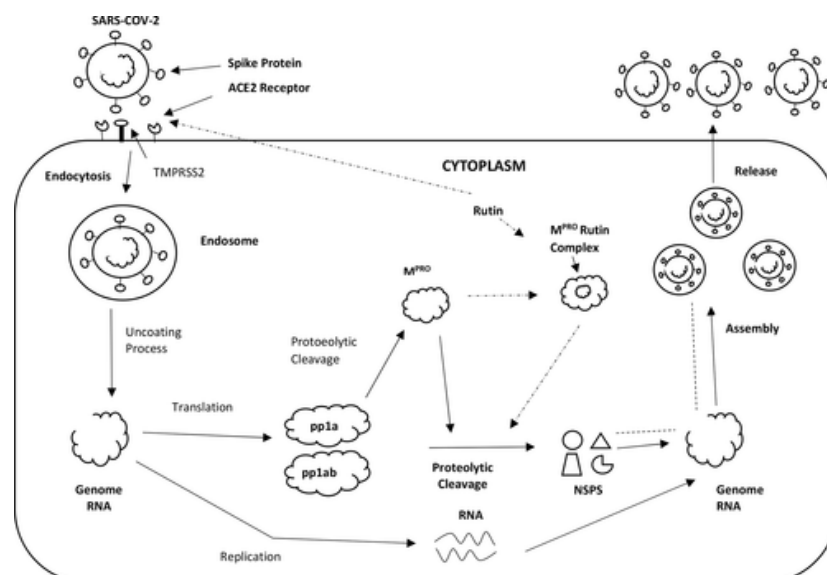 SARS-COV-2
Spike Protein
ACE2 Receptor
CYTOPLASM
Endocytosis
TMPRSS2
Release
Rutin
Endosome
M^PRO Rutin
Complex
M^PRO
Uncoating
Process
Protoeolytic
Cleavage
Assembly
Translation
pp1a
pp1ab
Proteolytic
Cleavage
NSPS
Genome
RNA
Genome
RNA
RNA
Replication